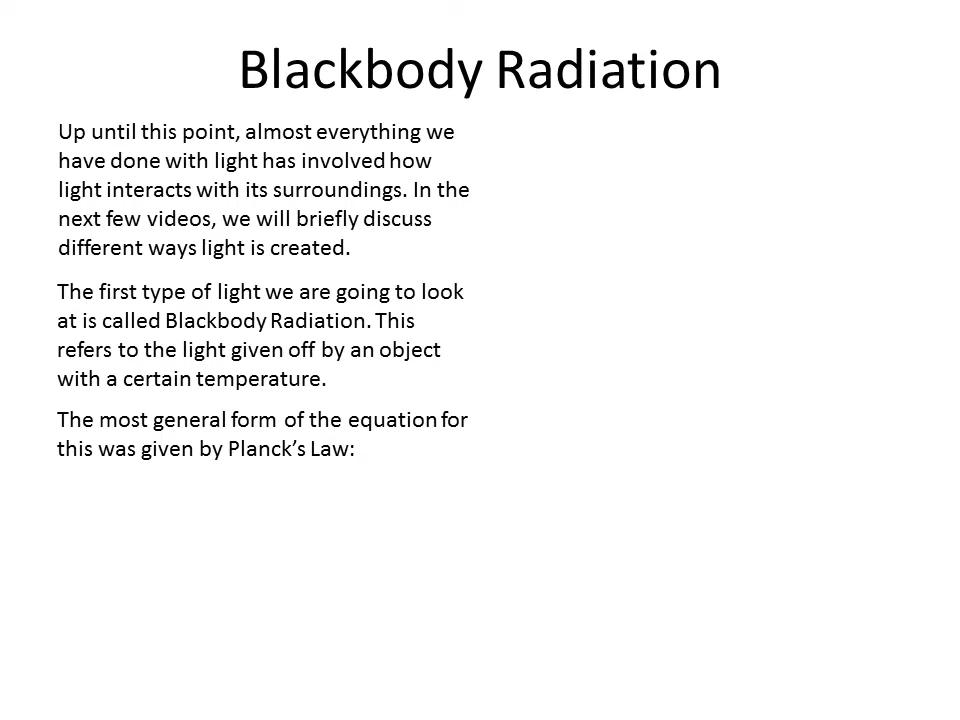 Blackbody Radiation
Up until this point, almost everything we
have done with light has involved how
light interacts with its surroundings. In the
next few videos, we will briefly discuss
different ways light is created.
The first type of light we are going to look
at is called Blackbody Radiation. This
refers to the light given off by an object
with a certain temperature.
The most general form of the equation for
this was given by Planck’s Law: